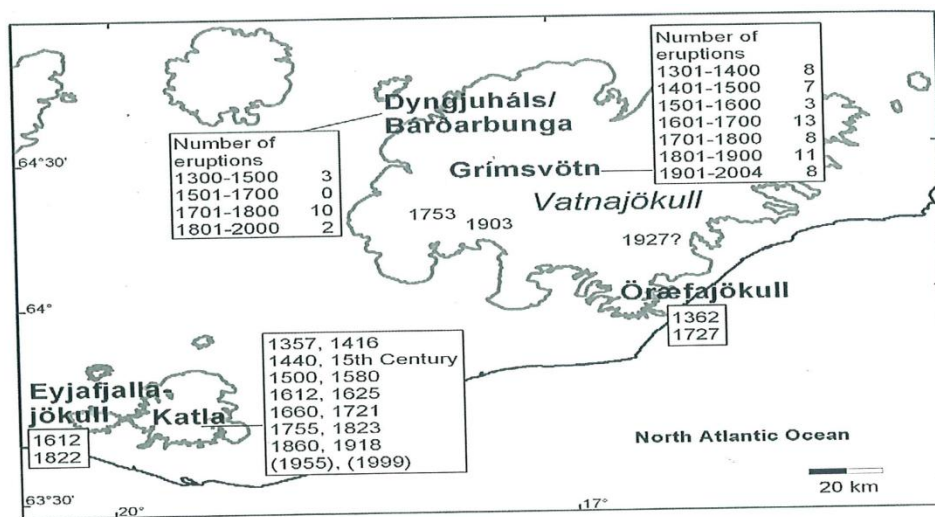 Number of
eruptions
1301-1400 8
1401-1500 7
1501-1600 3
1601-1700 13
1701-1800 8
1801-1900 11
1901-2004 8
Dyngjuháls/
Bárðarbunga
Number of
eruptions
1300-1500 3
1501-1700 0
1701-1800 10
1801-2000 2
64°30'
Grímsvötn
Vatnajökull
1753
1903
1927?
Öræfajökull
1362
1727
64°
1357, 1416
1440, 15th Century
1500, 1580
1612, 1625
1660, 1721
1755, 1823
1860, 1918
(1955), (1999)
Eyjafjalla-
jökull
Katla
1612
1822
North Atlantic Ocean
20 km
63°30'
20°
17°